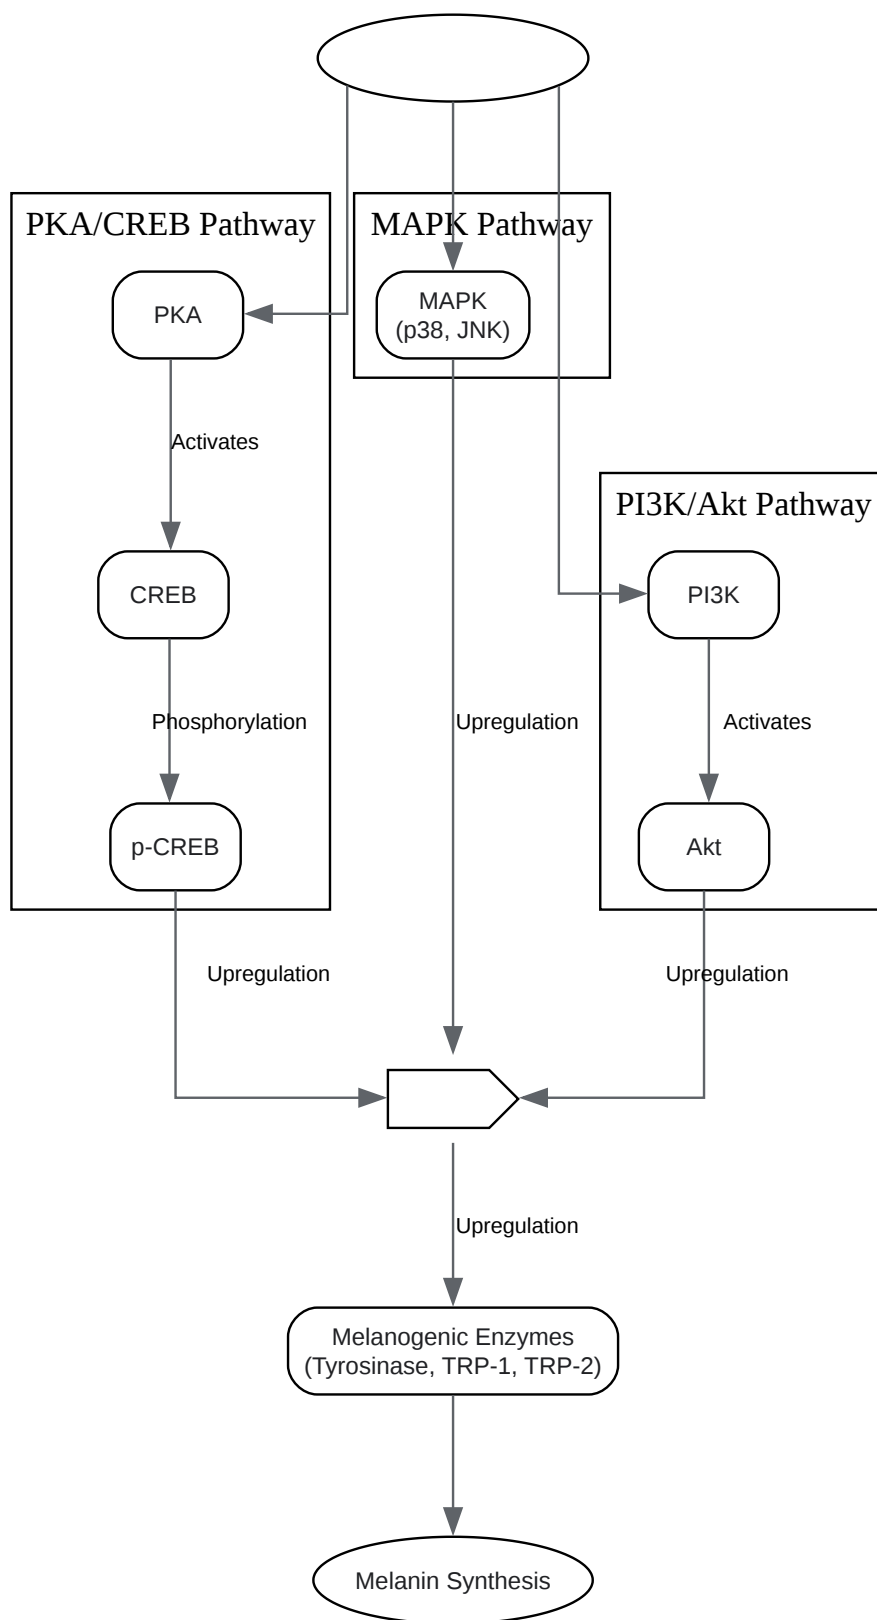 PKA/CREB Pathway
MAPK Pathway
PKA
MAPK
(p38, JNK)
Activates
PI3K/Akt Pathway
CREB
PI3K
Phosphorylation
Upregulation
Activates
p-CREB
Akt
Upregulation
Upregulation
Upregulation
Melanogenic Enzymes
(Tyrosinase, TRP-1, TRP-2)
Melanin Synthesis